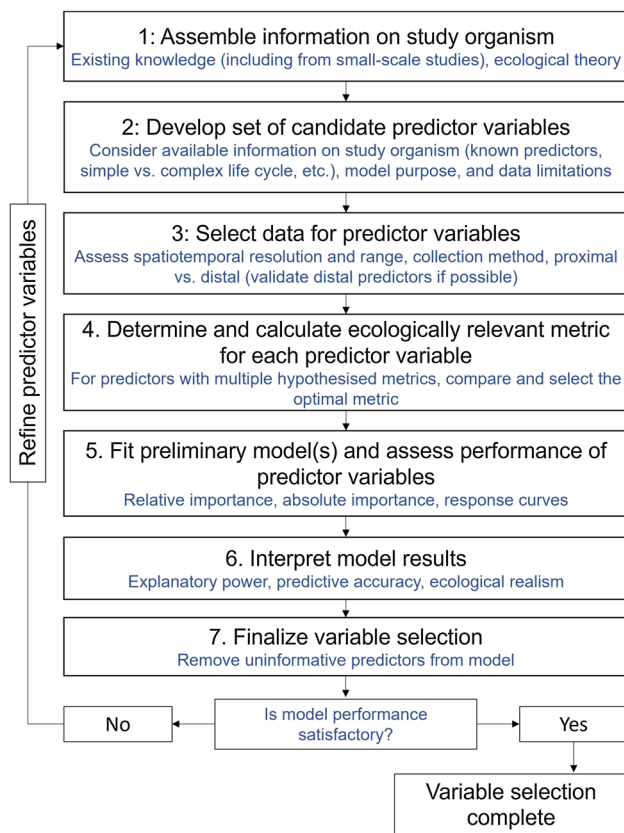 1: Assemble information on study organism
Existing knowledge (including from small-scale studies), ecological theory
2: Develop set of candidate predictor variables
Consider available information on study organism (known predictors,
simple vs. complex life cycle, etc.), model purpose, and data limitations
3: Select data for predictor variables
Assess spatiotemporal resolution and range, collection method, proximal
vs. distal (validate distal predictors if possible)
4. Determine and calculate ecologically relevant metric
for each predictor variable
For predictors with multiple hypothesised metrics, compare and select the
optimal metric
5. Fit preliminary model(s) and assess performance of
predictor variables
Relative importance, absolute importance, response curves
6. Interpret model results
Explanatory power, predictive accuracy, ecological realism
7. Finalize variable selection
Remove uninformative predictors from model
Is model performance
satisfactory?
No
Yes
Refine predictor variables
Variable selection
complete